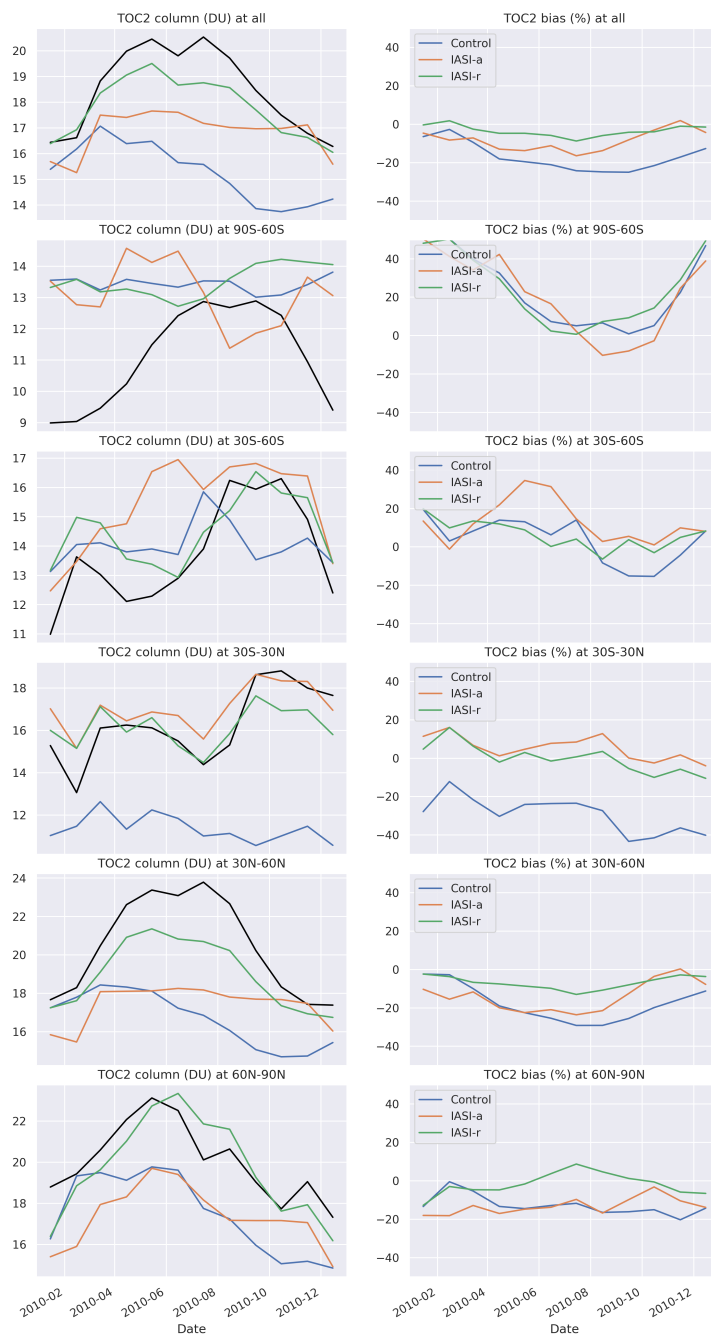 TOC2 column (DU) at all
20
19
18
17
16
15
14
TOC2 bias (%) at all
40
20
0
−20
−40
Control
IASI-a
IASI-r
TOC2 column (DU) at 90S-60S
14
13
12
11
10
9
TOC2 bias (%) at 90S-60S
40
20
0
−20
−40
Control
IASI-a
IASI-r
TOC2 column (DU) at 30S-60S
17
16
15
14
13
12
11
TOC2 bias (%) at 30S-60S
40
20
0
−20
−40
Control
IASI-a
IASI-r
TOC2 column (DU) at 30S-30N
18
16
14
12
TOC2 bias (%) at 30S-30N
40
20
0
−20
−40
Control
IASI-a
IASI-r
TOC2 column (DU) at 30N-60N
24
22
20
18
16
TOC2 bias (%) at 30N-60N
40
20
0
−20
−40
Control
IASI-a
IASI-r
TOC2 column (DU) at 60N-90N
22
20
18
16
2010-02
2010-04
2010-06
2010-08
2010-10
2010-12
Date
TOC2 bias (%) at 60N-90N
40
20
0
−20
−40
Control
IASI-a
IASI-r
2010-02
2010-04
2010-06
2010-08
2010-10
2010-12
Date